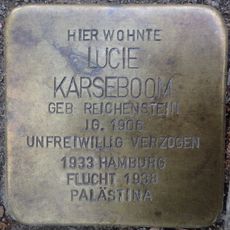 HIER WOHNTE
LUCIE
KARSEBOOM
GEB. REICHENSTEIN
JG. 1906
UNFREIWILLIG VERZOGEN
1933 HAMBURG
FLUCHT 1938
PALÄSTINA